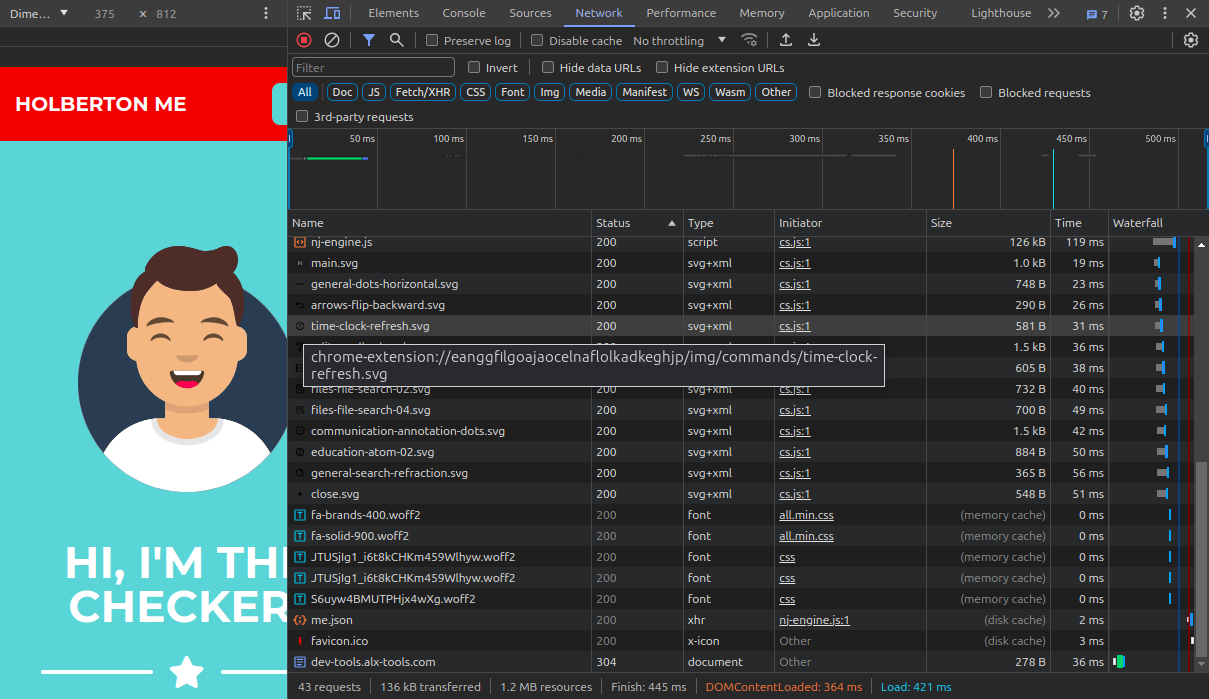 Dime... 375 × 812
Elements Console Sources Network Performance Memory Application Security Lighthouse 7
Preserve log Disable cache No throttling
Filter Invert Hide data URLs Hide extension URLs
All Doc JS Fetch/XHR CSS Font Img Media Manifest WS Wasm Other Blocked response cookies Blocked requests
3rd-party requests
50 ms 100 ms 150 ms 200 ms 250 ms 300 ms 350 ms 400 ms 450 ms 500 ms
HOLBERTON ME
HI, I'M TH
CHECKER
Name Status Type Initiator Size Time Waterfall
nj-engine.js 200 script cs.js:1 126 kB 119 ms
main.svg 200 svg+xml cs.js:1 1.0 kB 19 ms
general-dots-horizontal.svg 200 svg+xml cs.js:1 748 B 23 ms
arrows-flip-backward.svg 200 svg+xml cs.js:1 290 B 26 ms
time-clock-refresh.svg 200 svg+xml cs.js:1 581 B 31 ms
1.5 kB 36 ms
chrome-extension://eanggfilgoajaocelnaflolkadkeghjp/img/commands/time-clock-
refresh.svg
605 B 38 ms
files-file-search-02.svg 200 svg+xml cs.js:1 732 B 40 ms
files-file-search-04.svg 200 svg+xml cs.js:1 700 B 49 ms
communication-annotation-dots.svg 200 svg+xml cs.js:1 1.5 kB 42 ms
education-atom-02.svg 200 svg+xml cs.js:1 884 B 50 ms
general-search-refraction.svg 200 svg+xml cs.js:1 365 B 56 ms
close.svg 200 svg+xml cs.js:1 548 B 51 ms
fa-brands-400.woff2 200 font all.min.css (memory cache) 0 ms
fa-solid-900.woff2 200 font all.min.css (memory cache) 0 ms
JTUSjIg1_i6t8kCHKm459Wlhyw.woff2 200 font css (memory cache) 0 ms
JTUSjIg1_i6t8kCHKm459Wlhyw.woff2 200 font css (memory cache) 0 ms
S6uyw4BMUTPHjx4wXg.woff2 200 font css (memory cache) 0 ms
me.json 200 xhr nj-engine.js:1 (disk cache) 2 ms
favicon.ico 200 x-icon Other (disk cache) 3 ms
dev-tools.alx-tools.com 304 document Other 278 B 36 ms
43 requests 136 kB transferred 1.2 MB resources Finish: 445 ms DOMContentLoaded: 364 ms Load: 421 ms